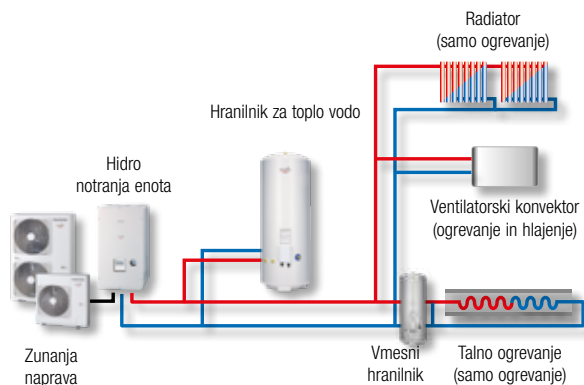 Radiator
(samo ogrevanje)
Hranilnik za toplo vodo
Hidro
notranja enota
Ventilatorski konvektor
(ogrevanje in hlajenje)
Zunanja
naprava
Vmesni
hranilnik
Talno ogrevanje
(samo ogrevanje)